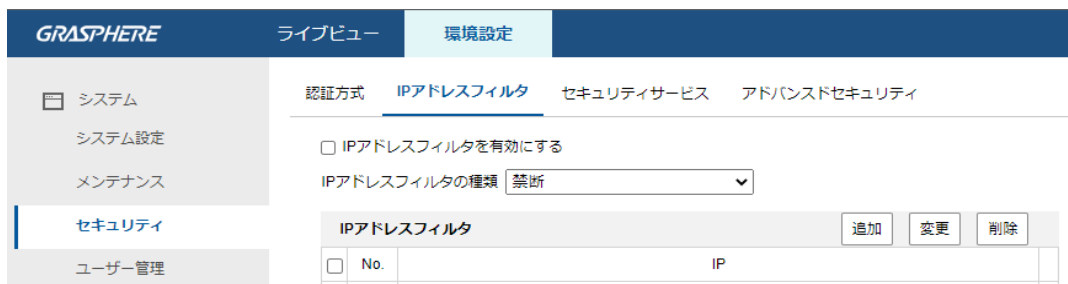 GRASPHERE ライブビュー 環境設定
システム
システム設定
メンテナンス
セキュリティ
ユーザー管理
認証方式 IPアドレスフィルタ セキュリティサービス アドバンスドセキュリティ
IPアドレスフィルタを有効にする
IPアドレスフィルタの種類 禁断
IPアドレスフィルタ 追加 変更 削除
No. IP